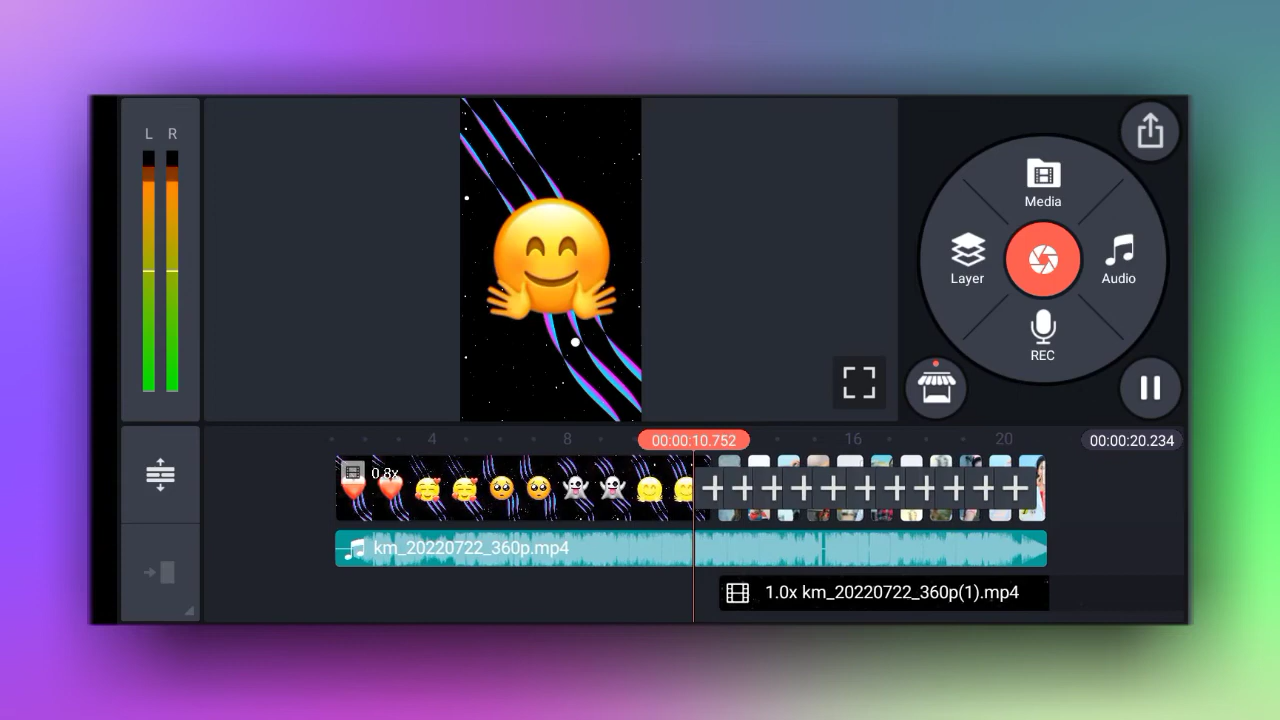 L R
Media
Layer
Audio
REC
4 8 00:00:10.752 16 20 00:00:20.234
0.8x
km_20220722_360p.mp4
1.0x km_20220722_360p(1).mp4